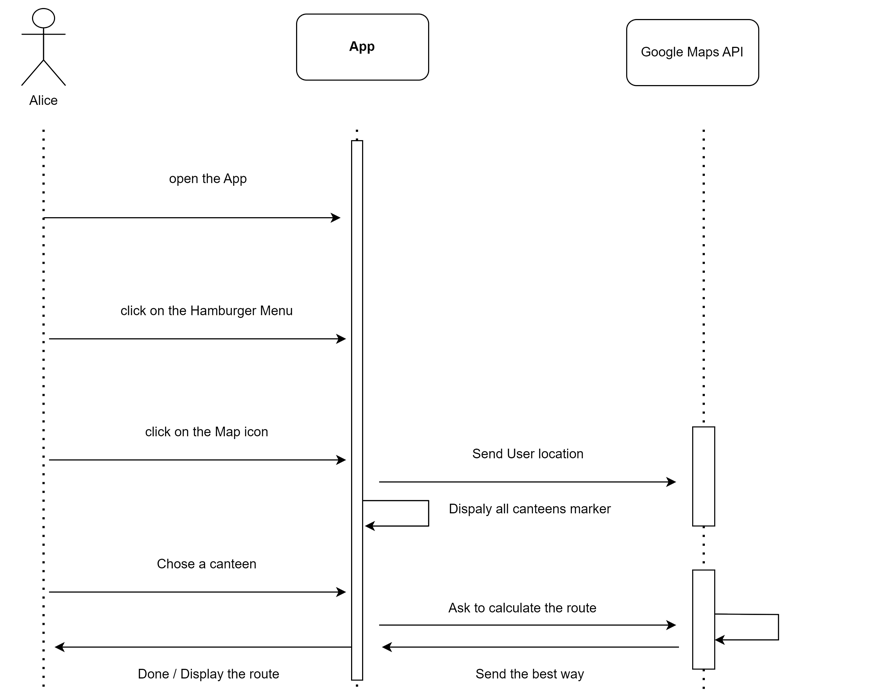 App
Google Maps API
Alice
open the App
click on the Hamburger Menu
click on the Map icon
Send User location
Dispaly all canteens marker
Chose a canteen
Ask to calculate the route
Done / Display the route
Send the best way